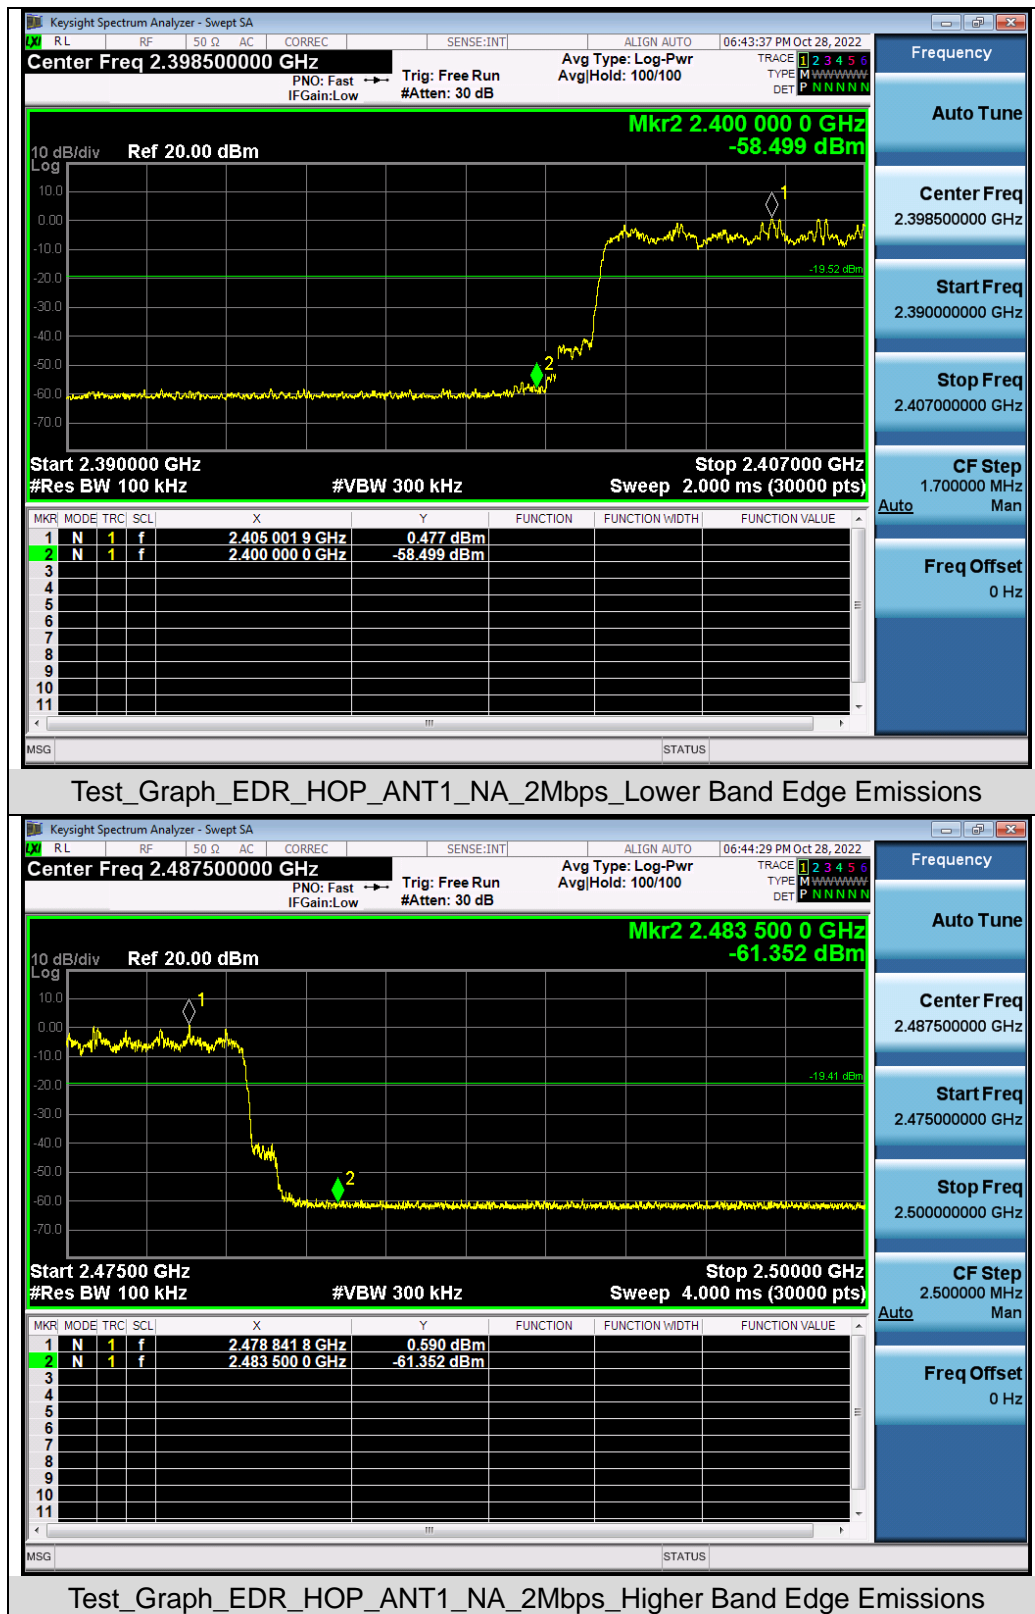 Keysight Spectrum Analyzer - Swept SA
LXI RL RF 50 Ω AC CORREC SENSE:INT ALIGN AUTO 06:43:37 PM Oct 28, 2022
Center Freq 2.398500000 GHz
PNO: Fast
IFGain:Low
Trig: Free Run
#Atten: 30 dB
Avg Type: Log-Pwr
Avg|Hold: 100/100
TRACE 1 2 3 4 5 6
TYPE M WWWWW
DET P N N N N N
Mkr2 2.400 000 0 GHz
-58.499 dBm
10 dB/div Ref 20.00 dBm
Log
10.0
0.00
-10.0
-20.0
-30.0
-40.0
-50.0
-60.0
-70.0
1
-19.52 dBm
2
Start 2.390000 GHz Stop 2.407000 GHz
#Res BW 100 kHz #VBW 300 kHz Sweep 2.000 ms (30000 pts)
MKR MODE TRC SCL X Y FUNCTION FUNCTION WIDTH FUNCTION VALUE
1 N 1 f 2.405 001 9 GHz 0.477 dBm
2 N 1 f 2.400 000 0 GHz -58.499 dBm
3
4
5
6
7
8
9
10
11
MSG STATUS
Frequency
Auto Tune
Center Freq
2.398500000 GHz
Start Freq
2.390000000 GHz
Stop Freq
2.407000000 GHz
CF Step
1.700000 MHz
Auto Man
Freq Offset
0 Hz
Test_Graph_EDR_HOP_ANT1_NA_2Mbps_Lower Band Edge Emissions
Keysight Spectrum Analyzer - Swept SA
LXI RL RF 50 Ω AC CORREC SENSE:INT ALIGN AUTO 06:44:29 PM Oct 28, 2022
Center Freq 2.487500000 GHz
PNO: Fast
IFGain:Low
Trig: Free Run
#Atten: 30 dB
Avg Type: Log-Pwr
Avg|Hold: 100/100
TRACE 1 2 3 4 5 6
TYPE M WWWWW
DET P N N N N N
Mkr2 2.483 500 0 GHz
-61.352 dBm
10 dB/div Ref 20.00 dBm
Log
10.0
0.00
-10.0
-20.0
-30.0
-40.0
-50.0
-60.0
-70.0
1
-19.41 dBm
2
Start 2.47500 GHz Stop 2.50000 GHz
#Res BW 100 kHz #VBW 300 kHz Sweep 4.000 ms (30000 pts)
MKR MODE TRC SCL X Y FUNCTION FUNCTION WIDTH FUNCTION VALUE
1 N 1 f 2.478 841 8 GHz 0.590 dBm
2 N 1 f 2.483 500 0 GHz -61.352 dBm
3
4
5
6
7
8
9
10
11
MSG STATUS
Frequency
Auto Tune
Center Freq
2.487500000 GHz
Start Freq
2.475000000 GHz
Stop Freq
2.500000000 GHz
CF Step
2.500000 MHz
Auto Man
Freq Offset
0 Hz
Test_Graph_EDR_HOP_ANT1_NA_2Mbps_Higher Band Edge Emissions